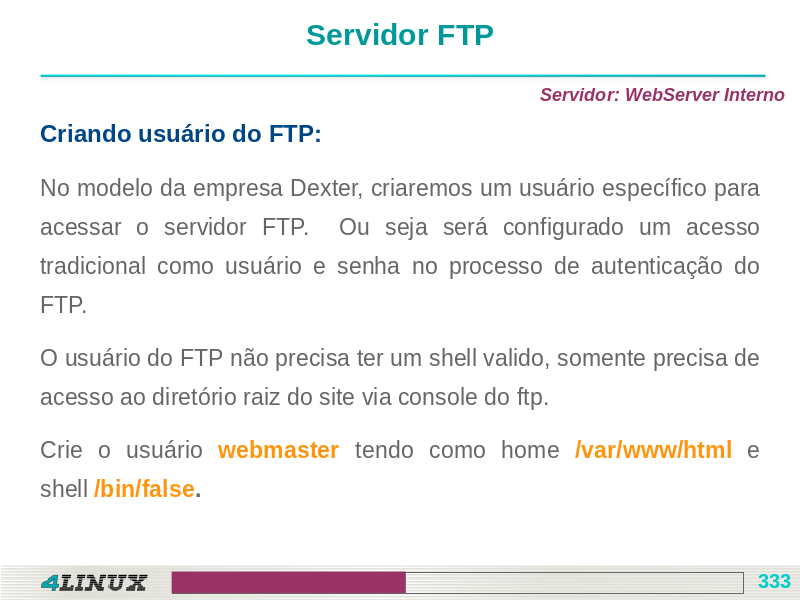 Servidor FTP
Servidor: WebServer Interno
Criando usuário do FTP:
No modelo da empresa Dexter, criaremos um usuário específico para
acessar o servidor FTP.  Ou seja será configurado um acesso
tradicional como usuário e senha no processo de autenticação do
FTP.
O usuário do FTP não precisa ter um shell valido, somente precisa de
acesso ao diretório raiz do site via console do ftp.
Crie o usuário webmaster tendo como home /var/www/html e
shell /bin/false.
4LINUX
333